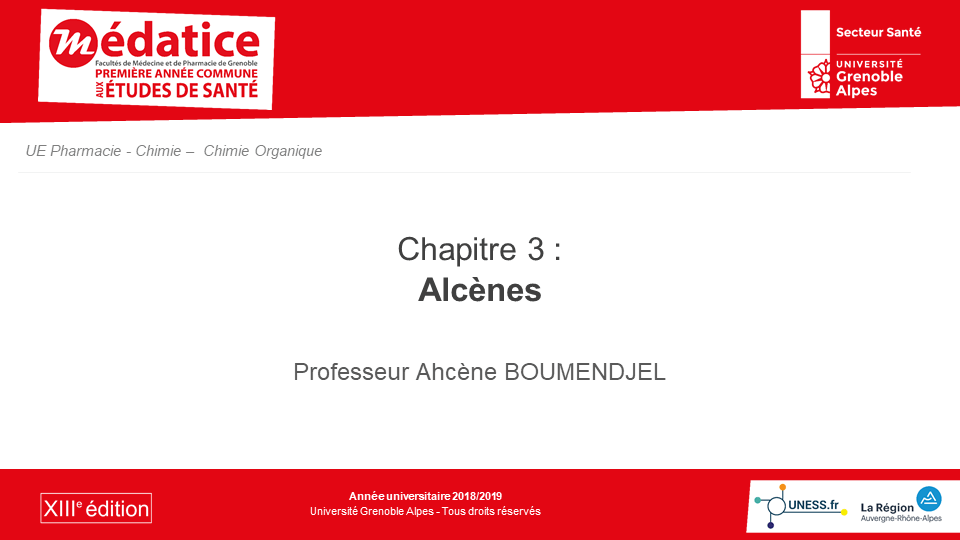 Médatice
Facultés de Médecine et de Pharmacie de Grenoble
PREMIÈRE ANNÉE COMMUNE
AUX ÉTUDES DE SANTÉ
Secteur Santé
UNIVERSITÉ
Grenoble
Alpes
UE Pharmacie - Chimie – Chimie Organique
Chapitre 3 :
Alcènes
Professeur Ahcène BOUMENDJEL
XIIIe édition
Année universitaire 2018/2019
Université Grenoble Alpes - Tous droits réservés
UNESS.fr
La Région
Auvergne-Rhône-Alpes